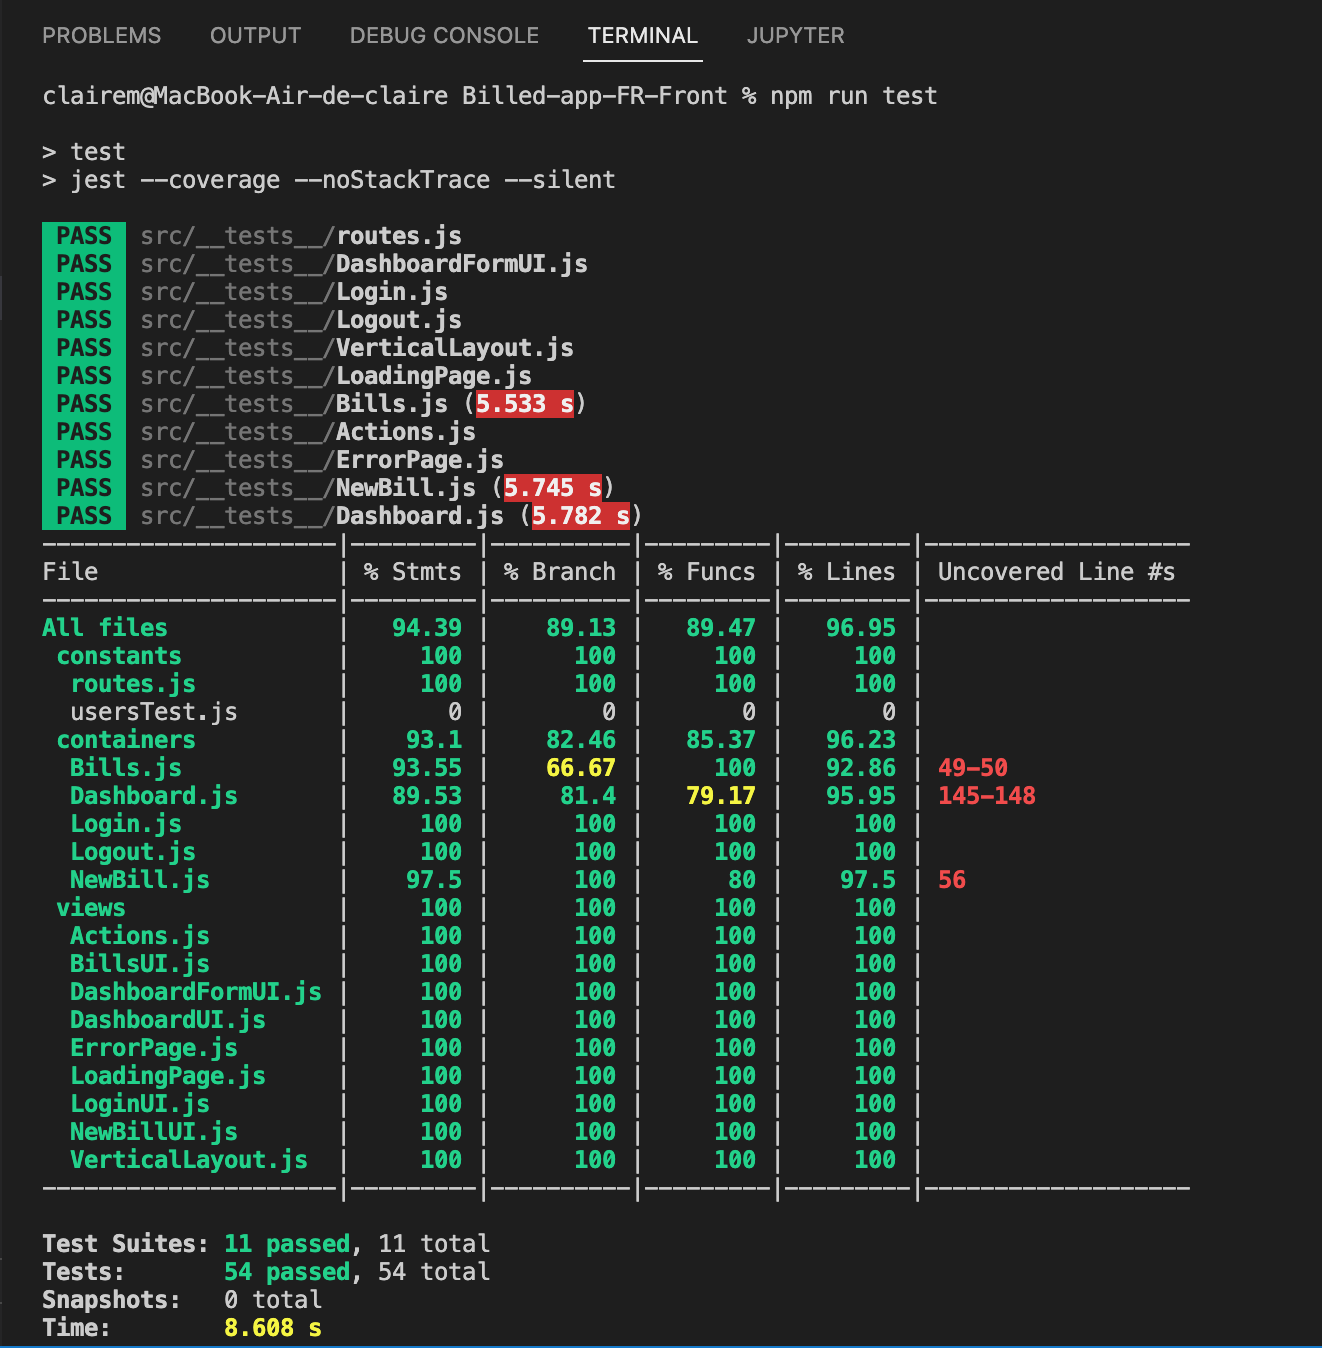 PROBLEMS OUTPUT DEBUG CONSOLE TERMINAL JUPYTER
clairem@MacBook-Air-de-claire Billed-app-FR-Front % npm run test
> test
> jest --coverage --noStackTrace --silent
PASS src/__tests__/routes.js
PASS src/__tests__/DashboardFormUI.js
PASS src/__tests__/Login.js
PASS src/__tests__/Logout.js
PASS src/__tests__/VerticalLayout.js
PASS src/__tests__/LoadingPage.js
PASS src/__tests__/Bills.js (5.533 s)
PASS src/__tests__/Actions.js
PASS src/__tests__/ErrorPage.js
PASS src/__tests__/NewBill.js (5.745 s)
PASS src/__tests__/Dashboard.js (5.782 s)
---------------------|---------|----------|---------|---------|-------------------
File                 | % Stmts | % Branch | % Funcs | % Lines | Uncovered Line #s
---------------------|---------|----------|---------|---------|-------------------
All files            |   94.39 |    89.13 |   89.47 |   96.95 |
 constants           |     100 |      100 |     100 |     100 |
  routes.js          |     100 |      100 |     100 |     100 |
  usersTest.js       |       0 |        0 |       0 |       0 |
 containers          |    93.1 |    82.46 |   85.37 |   96.23 |
  Bills.js           |   93.55 |    66.67 |     100 |   92.86 | 49-50
  Dashboard.js       |   89.53 |     81.4 |   79.17 |   95.95 | 145-148
  Login.js           |     100 |      100 |     100 |     100 |
  Logout.js          |     100 |      100 |     100 |     100 |
  NewBill.js         |    97.5 |      100 |      80 |    97.5 | 56
 views               |     100 |      100 |     100 |     100 |
  Actions.js         |     100 |      100 |     100 |     100 |
  BillsUI.js         |     100 |      100 |     100 |     100 |
  DashboardFormUI.js |     100 |      100 |     100 |     100 |
  DashboardUI.js     |     100 |      100 |     100 |     100 |
  ErrorPage.js       |     100 |      100 |     100 |     100 |
  LoadingPage.js     |     100 |      100 |     100 |     100 |
  LoginUI.js         |     100 |      100 |     100 |     100 |
  NewBillUI.js       |     100 |      100 |     100 |     100 |
  VerticalLayout.js  |     100 |      100 |     100 |     100 |
---------------------|---------|----------|---------|---------|-------------------
Test Suites: 11 passed, 11 total
Tests:       54 passed, 54 total
Snapshots:   0 total
Time:        8.608 s